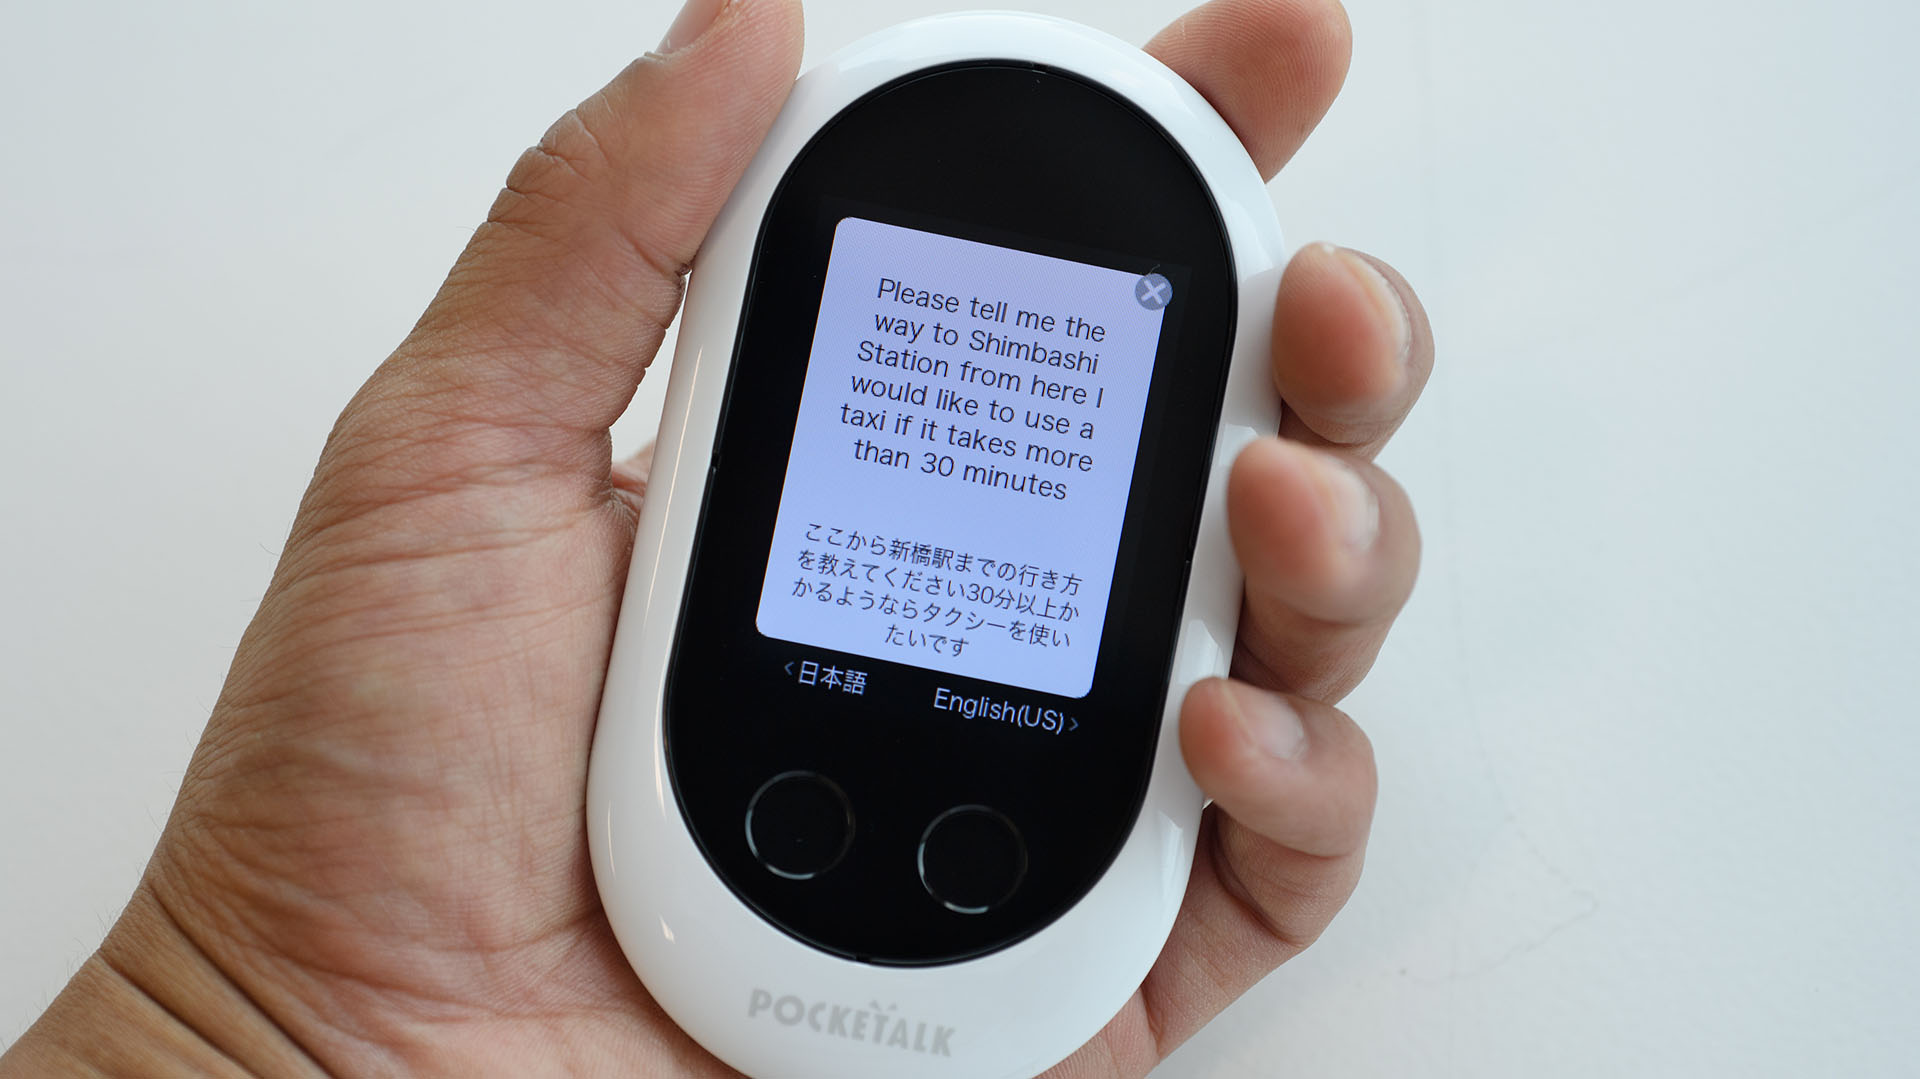 Please tell me the
way to Shimbashi
Station from here I
would like to use a
taxi if it takes more
than 30 minutes
ここから新橋駅までの行き方
を教えてください30分以上か
かるようならタクシーを使い
たいです
<日本語
English(US)>
POCKETALK